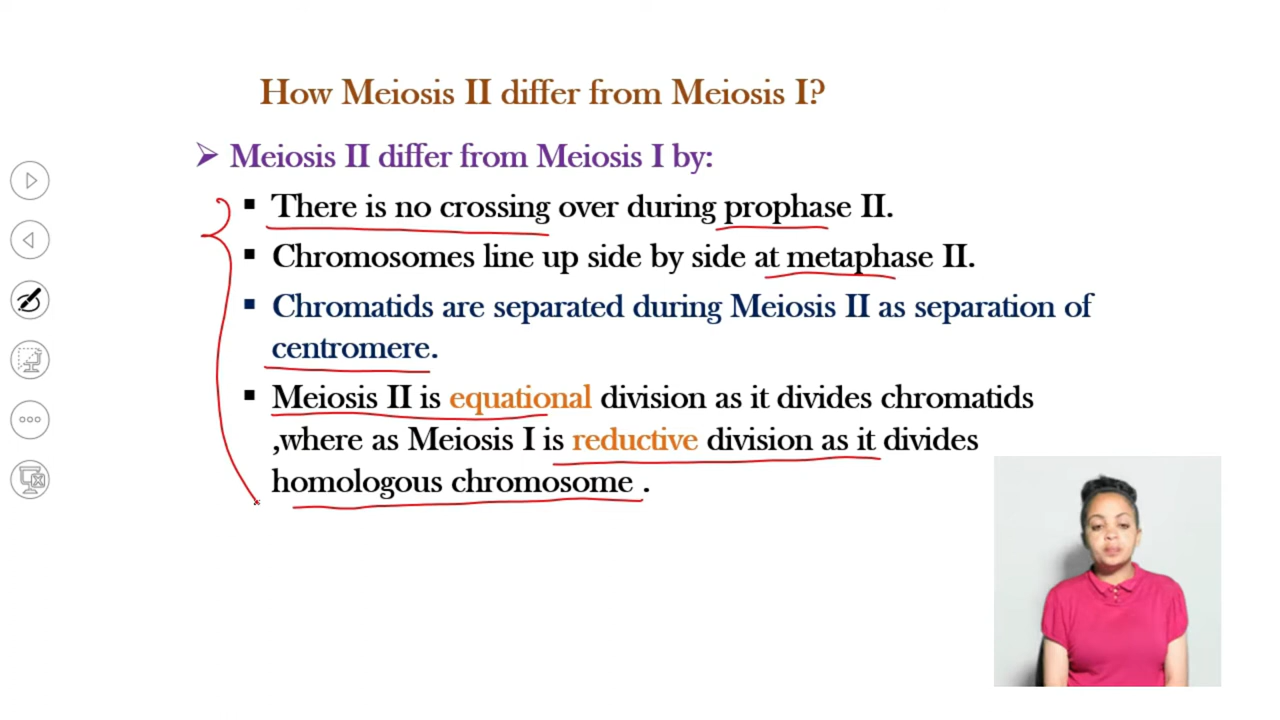 How Meiosis II differ from Meiosis I?
➢ Meiosis II differ from Meiosis I by:
▪ There is no crossing over during prophase II.
▪ Chromosomes line up side by side at metaphase II.
▪ Chromatids are separated during Meiosis II as separation of
centromere.
▪ Meiosis II is equational division as it divides chromatids
,where as Meiosis I is reductive division as it divides
homologous chromosome .